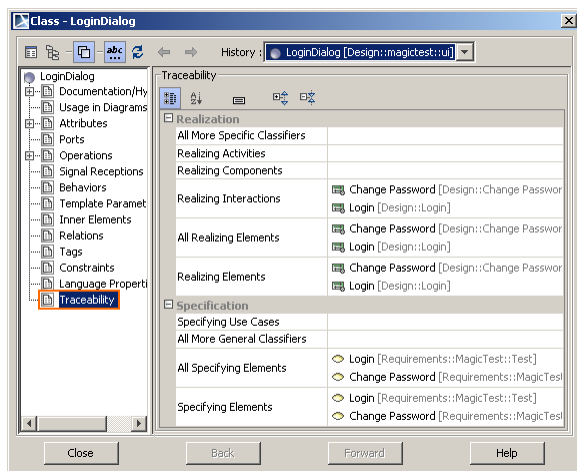 Class - LoginDialog
abc
History : LoginDialog [Design::magictest::ui]
LoginDialog
Documentation/Hy
Usage in Diagrams
Attributes
Ports
Operations
Signal Receptions
Behaviors
Template Paramet
Inner Elements
Relations
Tags
Constraints
Language Properti
Traceability
Traceability
Realization
All More Specific Classifiers
Realizing Activities
Realizing Components
Realizing Interactions
Change Password [Design::Change Passwor
Login [Design::Login]
All Realizing Elements
Change Password [Design::Change Passwor
Login [Design::Login]
Realizing Elements
Change Password [Design::Change Passwor
Login [Design::Login]
Specification
Specifying Use Cases
All More General Classifiers
All Specifying Elements
Login [Requirements::MagicTest::Test]
Change Password [Requirements::MagicTest
Specifying Elements
Login [Requirements::MagicTest::Test]
Change Password [Requirements::MagicTest
Close Back Forward Help